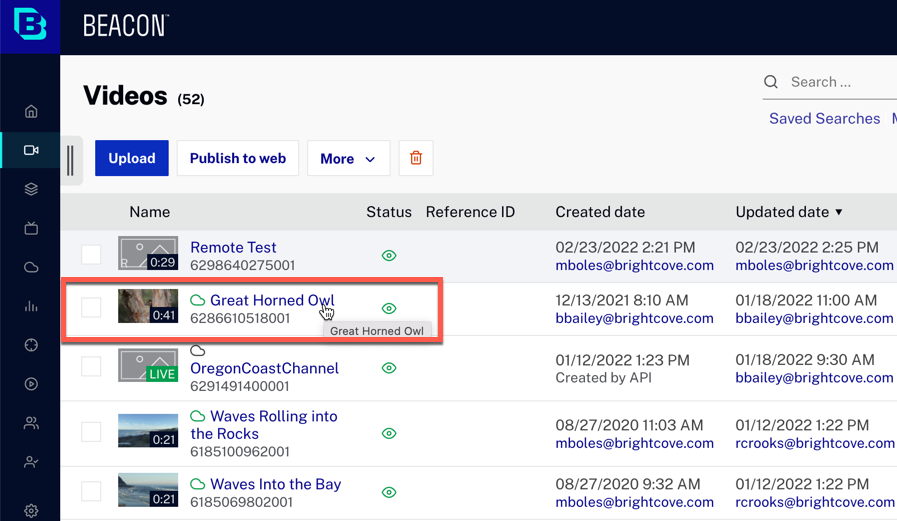 BEACON™
Videos (52)
Search ...
Saved Searches
Upload
Publish to web
More
Name
Status
Reference ID
Created date
Updated date ▼
Remote Test
0:29
6298640275001
02/23/2022 2:21 PM
mboles@brightcove.com
02/23/2022 2:25 PM
mboles@brightcove.com
Great Horned Owl
0:41
6286610518001
Great Horned Owl
12/13/2021 8:10 AM
bbailey@brightcove.com
01/18/2022 11:00 AM
bbailey@brightcove.com
LIVE
OregonCoastChannel
6291491400001
01/12/2022 1:23 PM
Created by API
01/18/2022 9:30 AM
bbailey@brightcove.com
Waves Rolling into
the Rocks
0:21
6185100962001
08/27/2020 11:03 AM
mboles@brightcove.com
01/12/2022 1:22 PM
rcrooks@brightcove.com
Waves Into the Bay
0:21
6185069802001
08/27/2020 9:32 AM
mboles@brightcove.com
01/12/2022 1:22 PM
rcrooks@brightcove.com